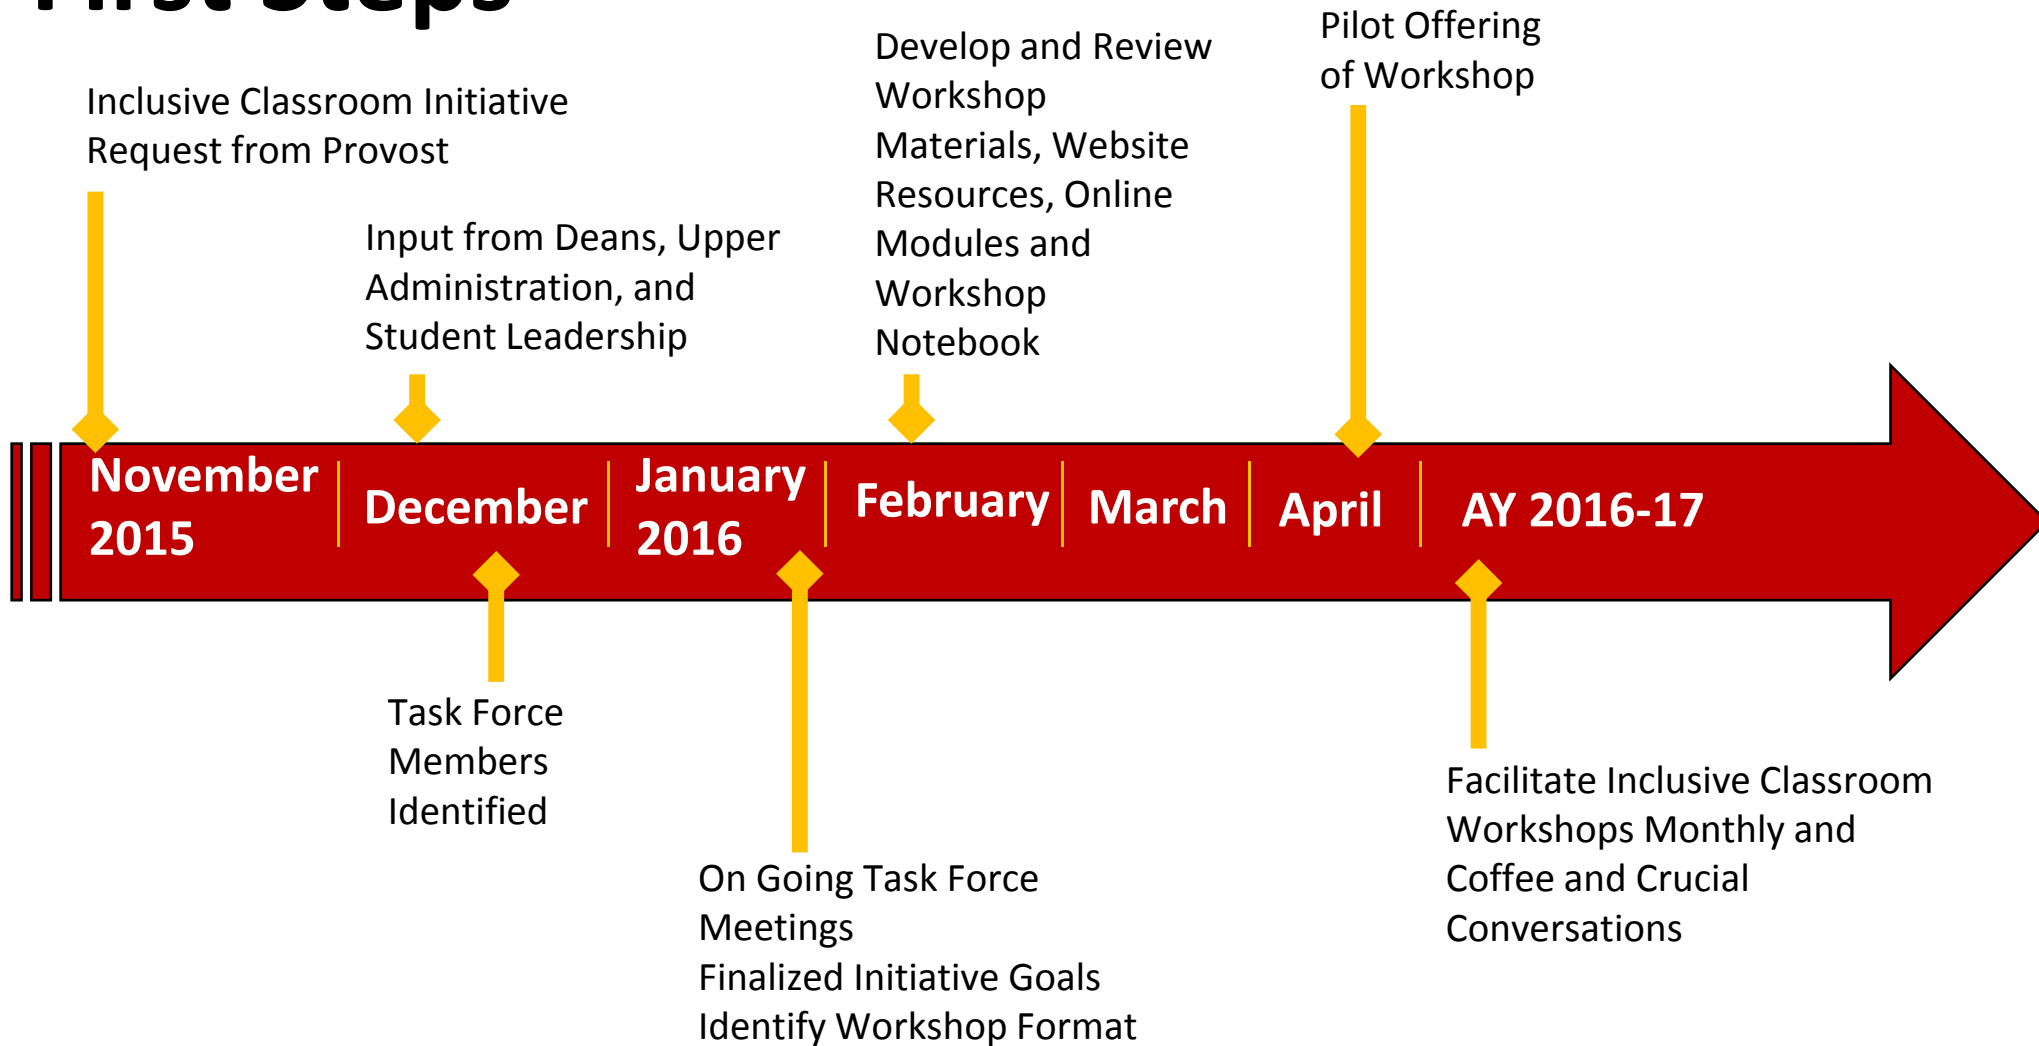 First Steps
Inclusive Classroom Initiative
Request from Provost
Input from Deans, Upper
Administration, and
Student Leadership
Develop and Review
Workshop
Materials, Website
Resources, Online
Modules and
Workshop
Notebook
Pilot Offering
of Workshop
November
2015
December
January
2016
February
March
April
AY 2016-17
Task Force
Members
Identified
On Going Task Force
Meetings
Finalized Initiative Goals
Identify Workshop Format
Facilitate Inclusive Classroom
Workshops Monthly and
Coffee and Crucial
Conversations